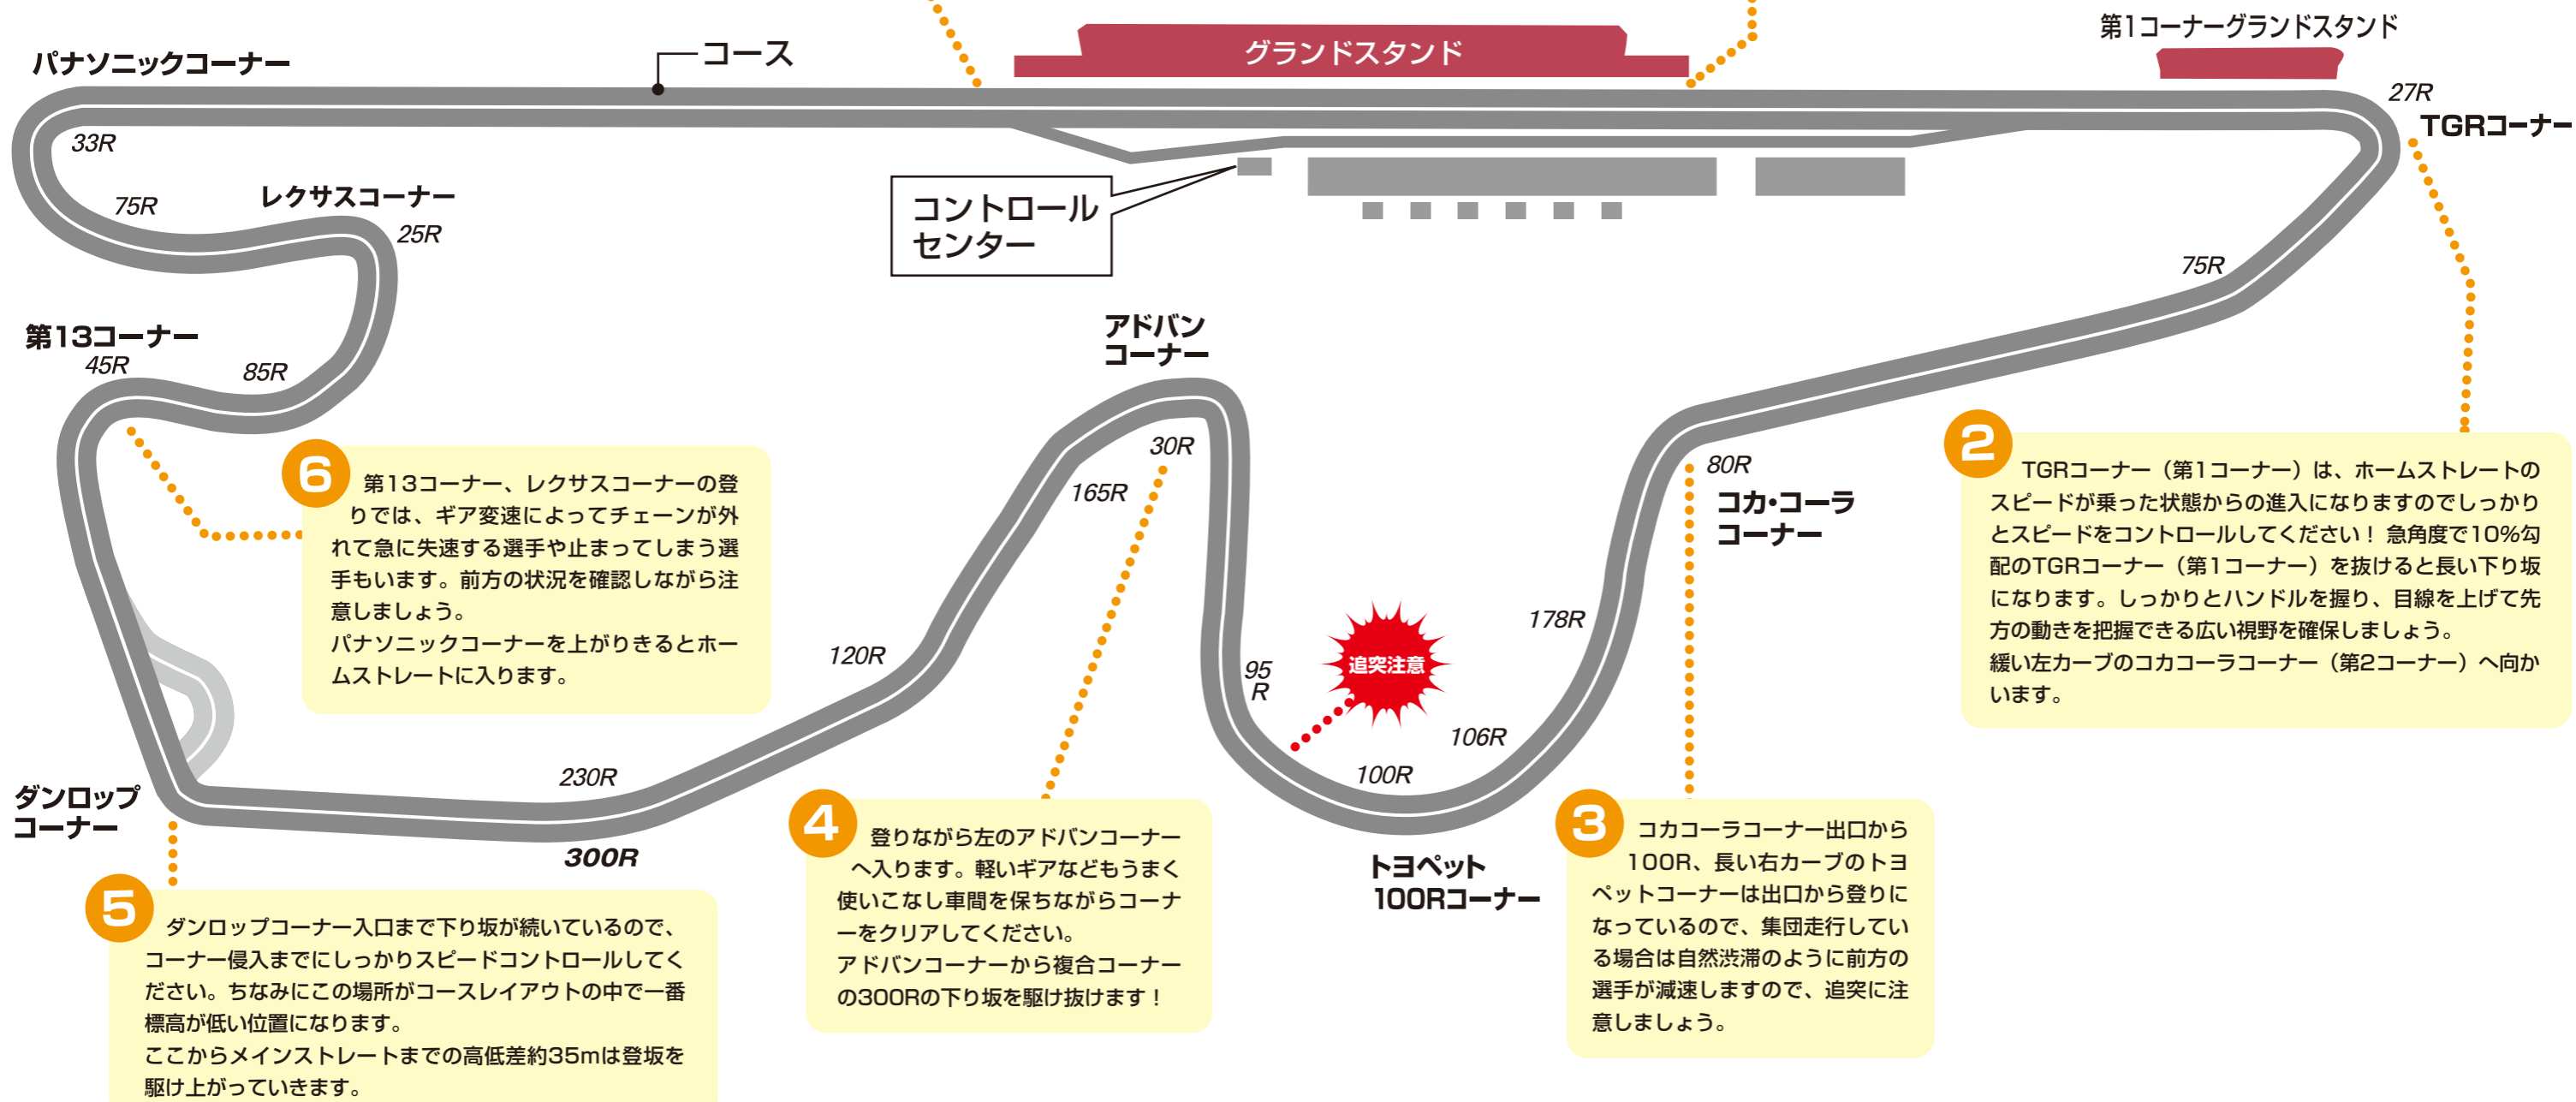 第1コーナーグランドスタンド
グランドスタンド
コース
パナソニックコーナー
27R
TGRコーナー
33R
75R
レクサスコーナー
25R
コントロール
センター
75R
第13コーナー
45R
85R
アドバン
コーナー
30R
165R
80R
コカ・コーラ
コーナー
178R
追突注意
95
R
106R
100R
トヨペット
100Rコーナー
120R
230R
300R
ダンロップ
コーナー
2
TGRコーナー（第1コーナー）は、ホームストレートの
スピードが乗った状態からの進入になりますのでしっかり
とスピードをコントロールしてください！ 急角度で10%勾
配のTGRコーナー（第1コーナー）を抜けると長い下り坂
になります。しっかりとハンドルを握り、目線を上げて先
方の動きを把握できる広い視野を確保しましょう。
緩い左カーブのコカコーラコーナー（第2コーナー）へ向か
います。
3
コカコーラコーナー出口から
100R、長い右カーブのトヨ
ペットコーナーは出口から登りに
なっているので、集団走行してい
る場合は自然渋滞のように前方の
選手が減速しますので、追突に注
意しましょう。
4
登りながら左のアドバンコーナー
へ入ります。軽いギアなどもうまく
使いこなし車間を保ちながらコーナ
ーをクリアしてください。
アドバンコーナーから複合コーナー
の300Rの下り坂を駆け抜けます！
5
ダンロップコーナー入口まで下り坂が続いているので、
コーナー侵入までにしっかりスピードコントロールしてく
ださい。ちなみにこの場所がコースレイアウトの中で一番
標高が低い位置になります。
ここからメインストレートまでの高低差約35mは登坂を
駆け上がっていきます。
6
第13コーナー、レクサスコーナーの登
りでは、ギア変速によってチェーンが外
れて急に失速する選手や止まってしまう選
手もいます。前方の状況を確認しながら注
意しましょう。
パナソニックコーナーを上がりきるとホー
ムストレートに入ります。